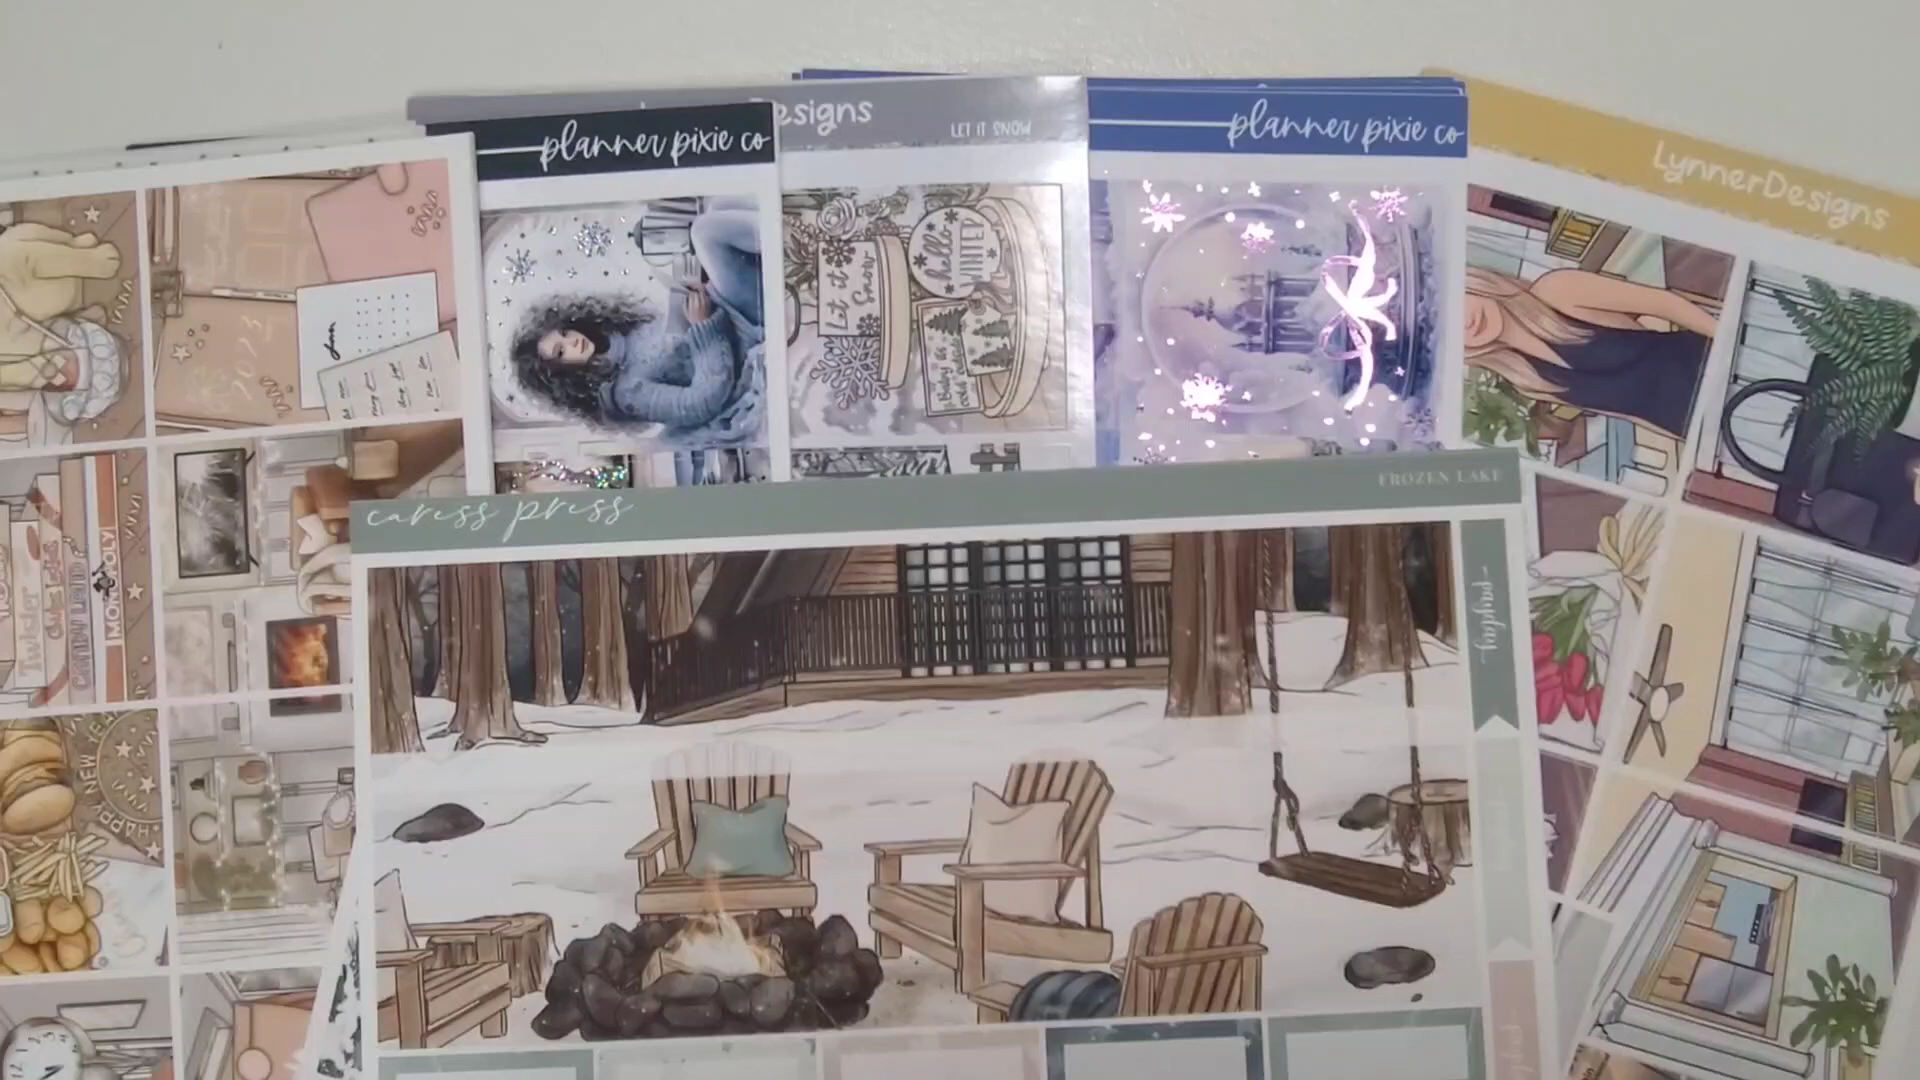 Designs
LET IT SNOW
planner pixie co
planner pixie co
LynnerDesigns
Let it
Snow
hello
WINTER
Baby it's
cold outside
2023
Twister
CANDY LAND
MONOPOLY
HAPPY NEW YEAR
caress press
FROZEN LAKE
payday